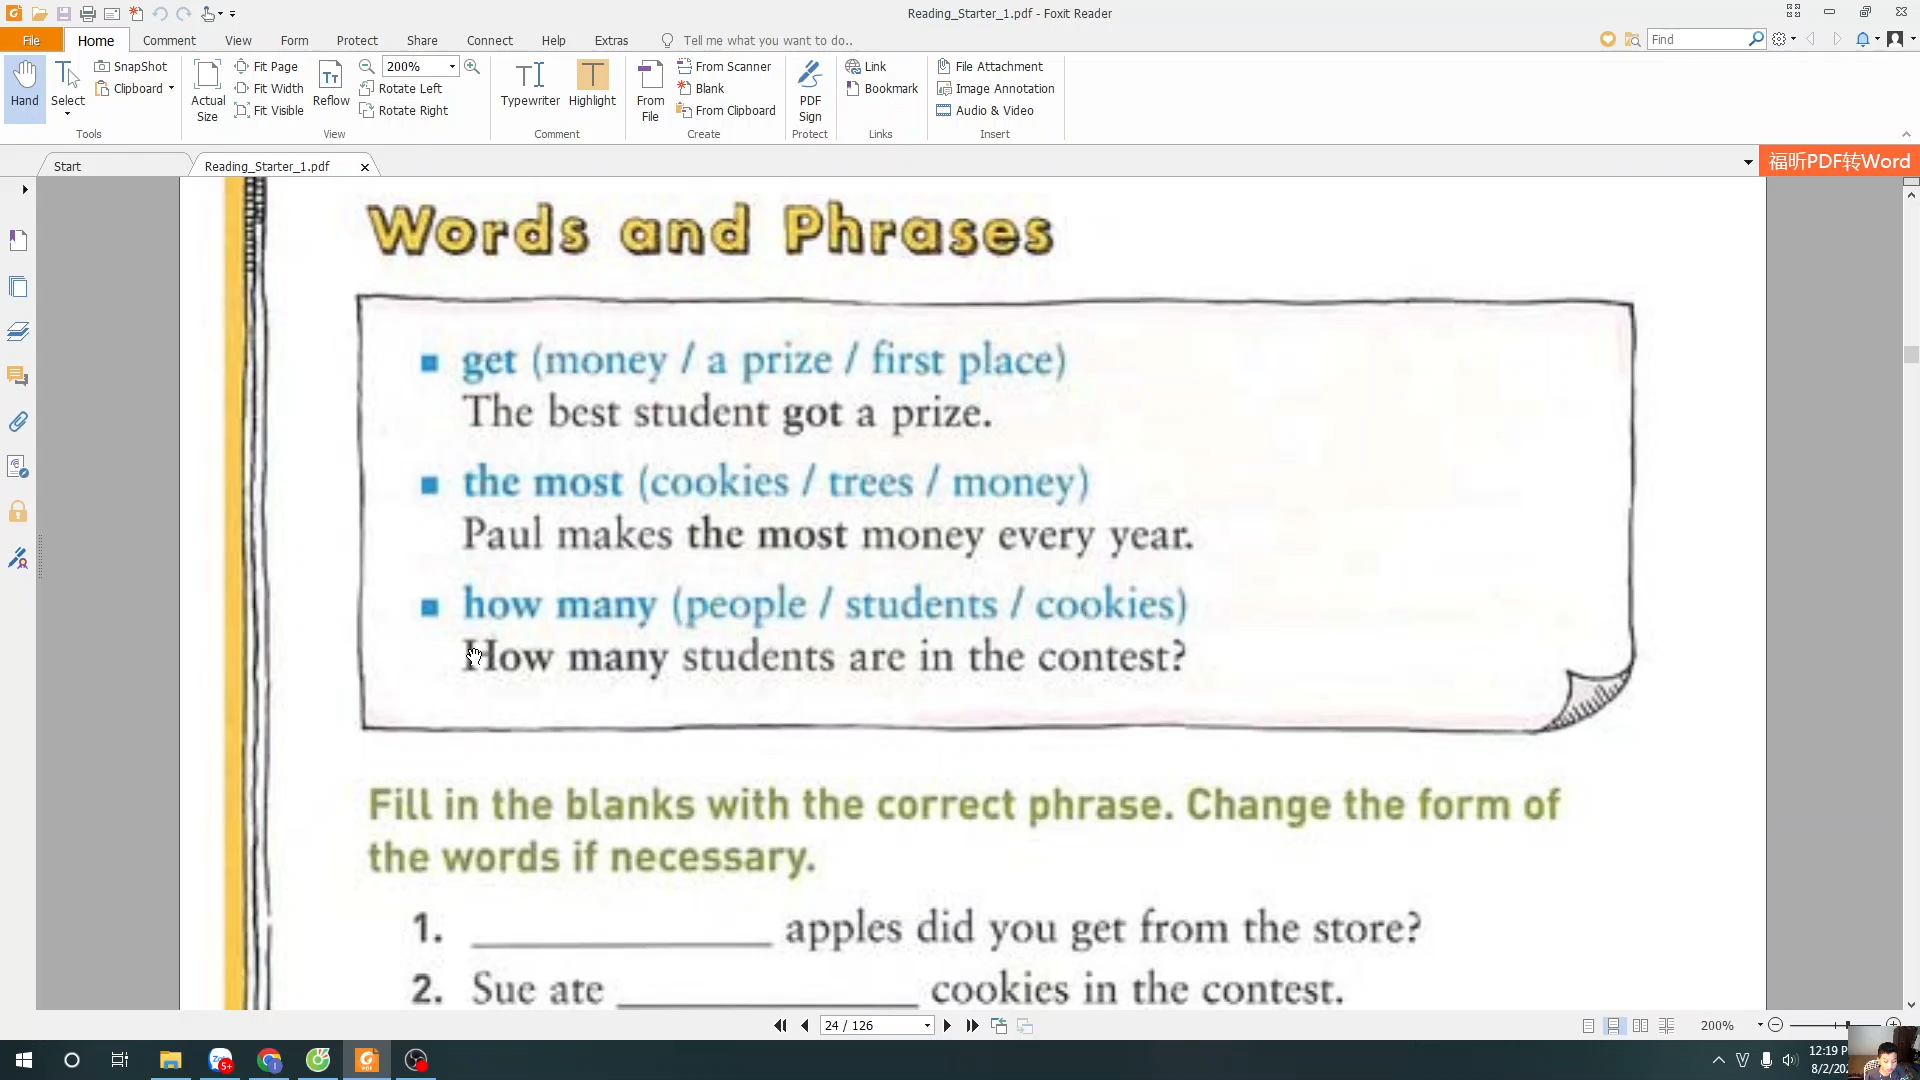 Reading_Starter_1.pdf - Foxit Reader
File Home Comment View Form Protect Share Connect Help Extras Tell me what you want to do.. Find
Hand
Select
SnapShot
Clipboard
Tools
Actual Size
Fit Page
Fit Width
Fit Visible
Reflow
200%
Rotate Left
Rotate Right
View
Typewriter
Highlight
Comment
From File
From Scanner
Blank
From Clipboard
Create
PDF Sign
Protect
Link
Bookmark
Links
File Attachment
Image Annotation
Audio & Video
Insert
Start
Reading_Starter_1.pdf
福昕PDF转Word
Words and Phrases
get (money / a prize / first place)
The best student got a prize.
the most (cookies / trees / money)
Paul makes the most money every year.
how many (people / students / cookies)
How many students are in the contest?
Fill in the blanks with the correct phrase. Change the form of
the words if necessary.
1. ____________ apples did you get from the store?
2. Sue ate ____________ cookies in the contest.
24 / 126
200%
12:19 P